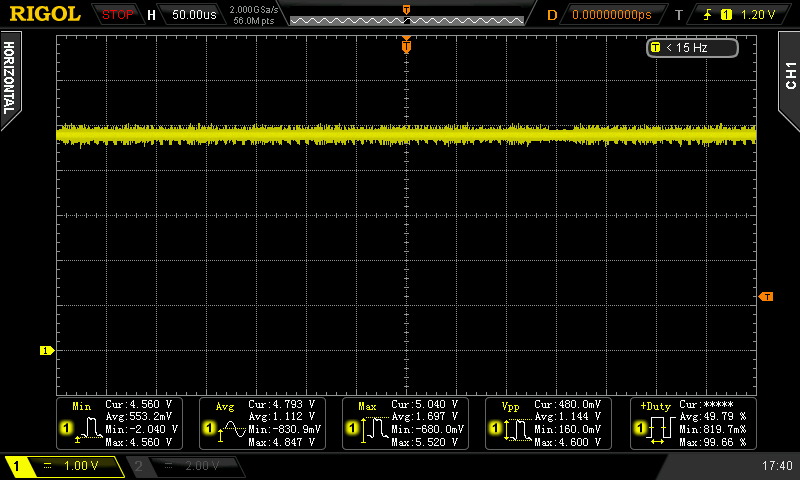 RIGOL STOP H 50.00us 2.000GSa/s 56.0M pts T D 0.00000000ps T 1 1.20 V
HORIZONTAL
T
T < 15 Hz
CH1
T
1
Min Cur: 4.560 V
Avg: 553.2mV
1 Min: -2.040 V
Max: 4.560 V
Avg Cur: 4.793 V
Avg: 1.112 V
1 Min: -830.9mV
Max: 4.847 V
Max Cur: 5.040 V
Avg: 1.697 V
1 Min: -680.0mV
Max: 5.520 V
Vpp Cur: 480.0mV
Avg: 1.144 V
1 Min: 160.0mV
Max: 4.600 V
+Duty Cur: *****
Avg: 49.79 %
1 Min: 819.7m%
Max: 99.66 %
1 1.00 V 2 2.00 V 17:40